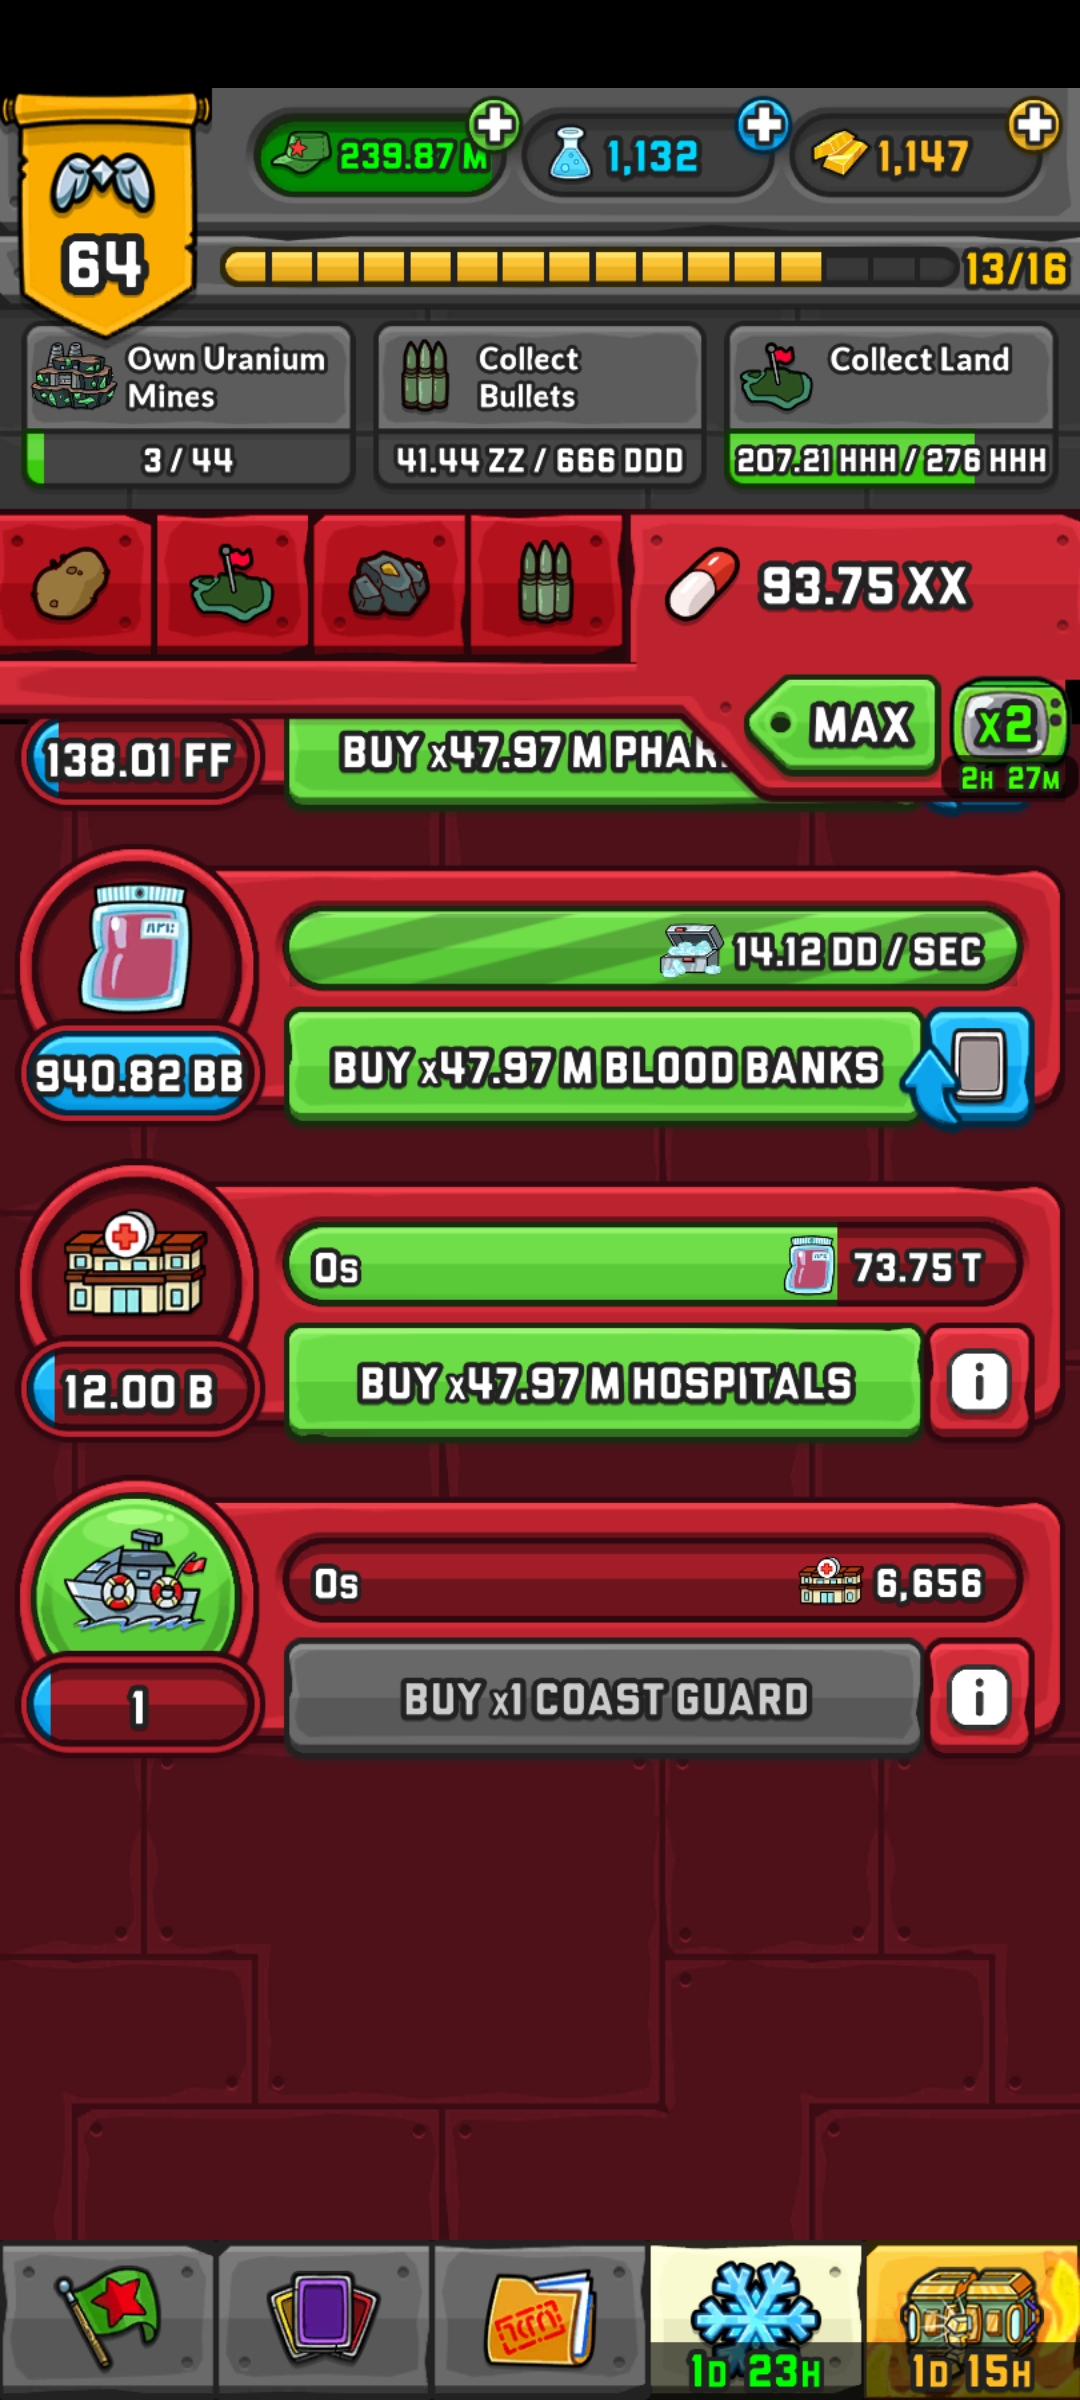 239.87 M
1,132
1,147
64
13/16
Own Uranium
Mines
3 / 44
Collect
Bullets
41.44 ZZ / 666 DDD
Collect Land
207.21 HHH / 276 HHH
93.75 XX
MAX
X2
2H 27M
138.01 FF
BUY x47.97 M PHAR
14.12 DD / SEC
940.82 BB
BUY x47.97 M BLOOD BANKS
0s
73.75 T
12.00 B
BUY x47.97 M HOSPITALS
i
0s
6,656
1
BUY x1 COAST GUARD
i
1D 23H
1D 15H